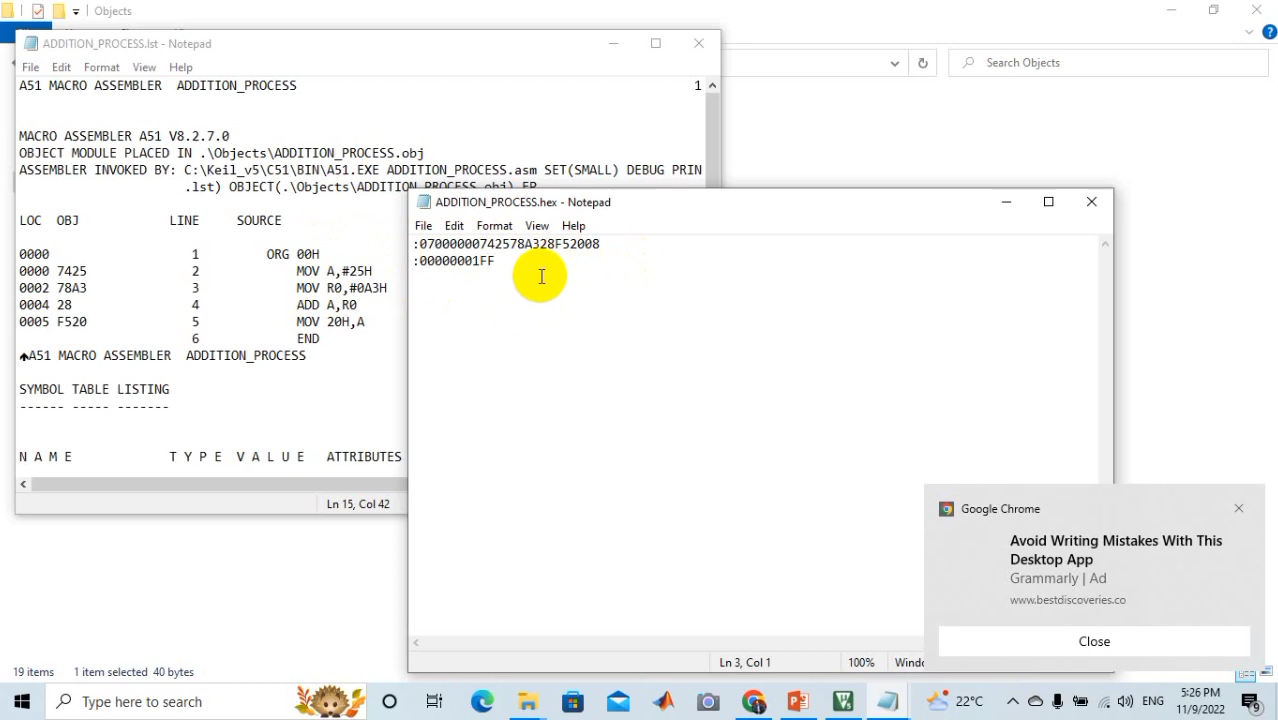 Objects
ADDITION_PROCESS.lst - Notepad
File Edit Format View Help
Search Objects
A51 MACRO ASSEMBLER ADDITION_PROCESS 1
MACRO ASSEMBLER A51 V8.2.7.0
OBJECT MODULE PLACED IN .\Objects\ADDITION_PROCESS.obj
ASSEMBLER INVOKED BY: C:\Keil_v5\C51\BIN\A51.EXE ADDITION_PROCESS.asm SET(SMALL) DEBUG PRIN
.lst) OBJECT(.\Objects\ADDITION_PROCESS.obj) EP
LOC OBJ LINE SOURCE
0000 1 ORG 00H
0000 7425 2 MOV A,#25H
0002 78A3 3 MOV R0,#0A3H
0004 28 4 ADD A,R0
0005 F520 5 MOV 20H,A
6 END
A51 MACRO ASSEMBLER ADDITION_PROCESS
SYMBOL TABLE LISTING
------ ----- -------
N A M E T Y P E V A L U E ATTRIBUTES
Ln 15, Col 42
ADDITION_PROCESS.hex - Notepad
File Edit Format View Help
:07000000742578A328F52008
:00000001FF
Ln 3, Col 1 100% Windo
Google Chrome
Avoid Writing Mistakes With This
Desktop App
Grammarly | Ad
www.bestdiscoveries.co
Close
19 items 1 item selected 40 bytes
Type here to search
22°C ENG
5:26 PM
11/9/2022
9